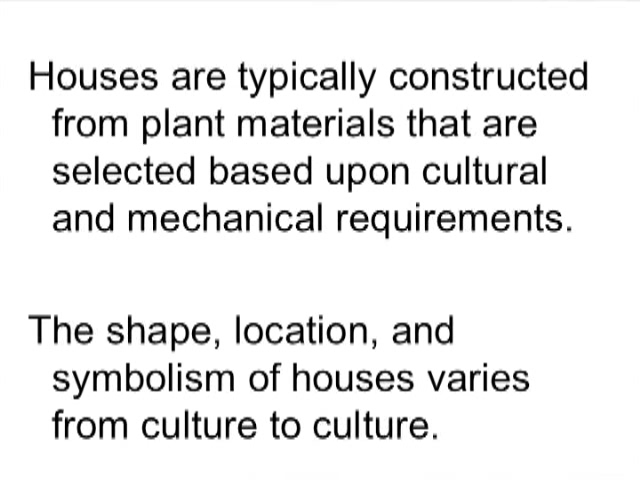 Houses are typically constructed
from plant materials that are
selected based upon cultural
and mechanical requirements.
The shape, location, and
symbolism of houses varies
from culture to culture.